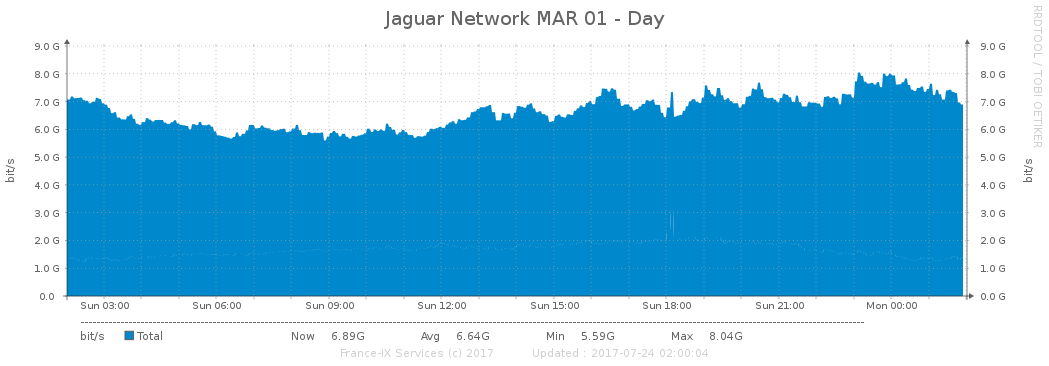 Jaguar Network MAR 01 - Day
RRDTOOL / TOBI OETIKER
bit/s
9.0 G 9.0 G
8.0 G 8.0 G
7.0 G 7.0 G
6.0 G 6.0 G
5.0 G 5.0 G
4.0 G 4.0 G
3.0 G 3.0 G
2.0 G 2.0 G
1.0 G 1.0 G
0.0 0.0 G
bit/s
Sun 03:00 Sun 06:00 Sun 09:00 Sun 12:00 Sun 15:00 Sun 18:00 Sun 21:00 Mon 00:00
bit/s Total Now 6.89G Avg 6.64G Min 5.59G Max 8.04G
France-IX Services (c) 2017 Updated : 2017-07-24 02:00:04